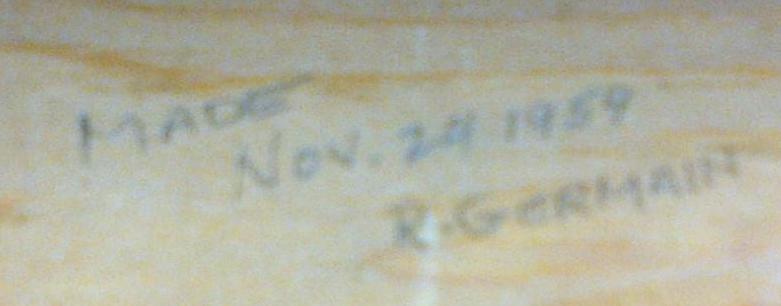 MADE
NOV. 24 1959
R. GERMAIN